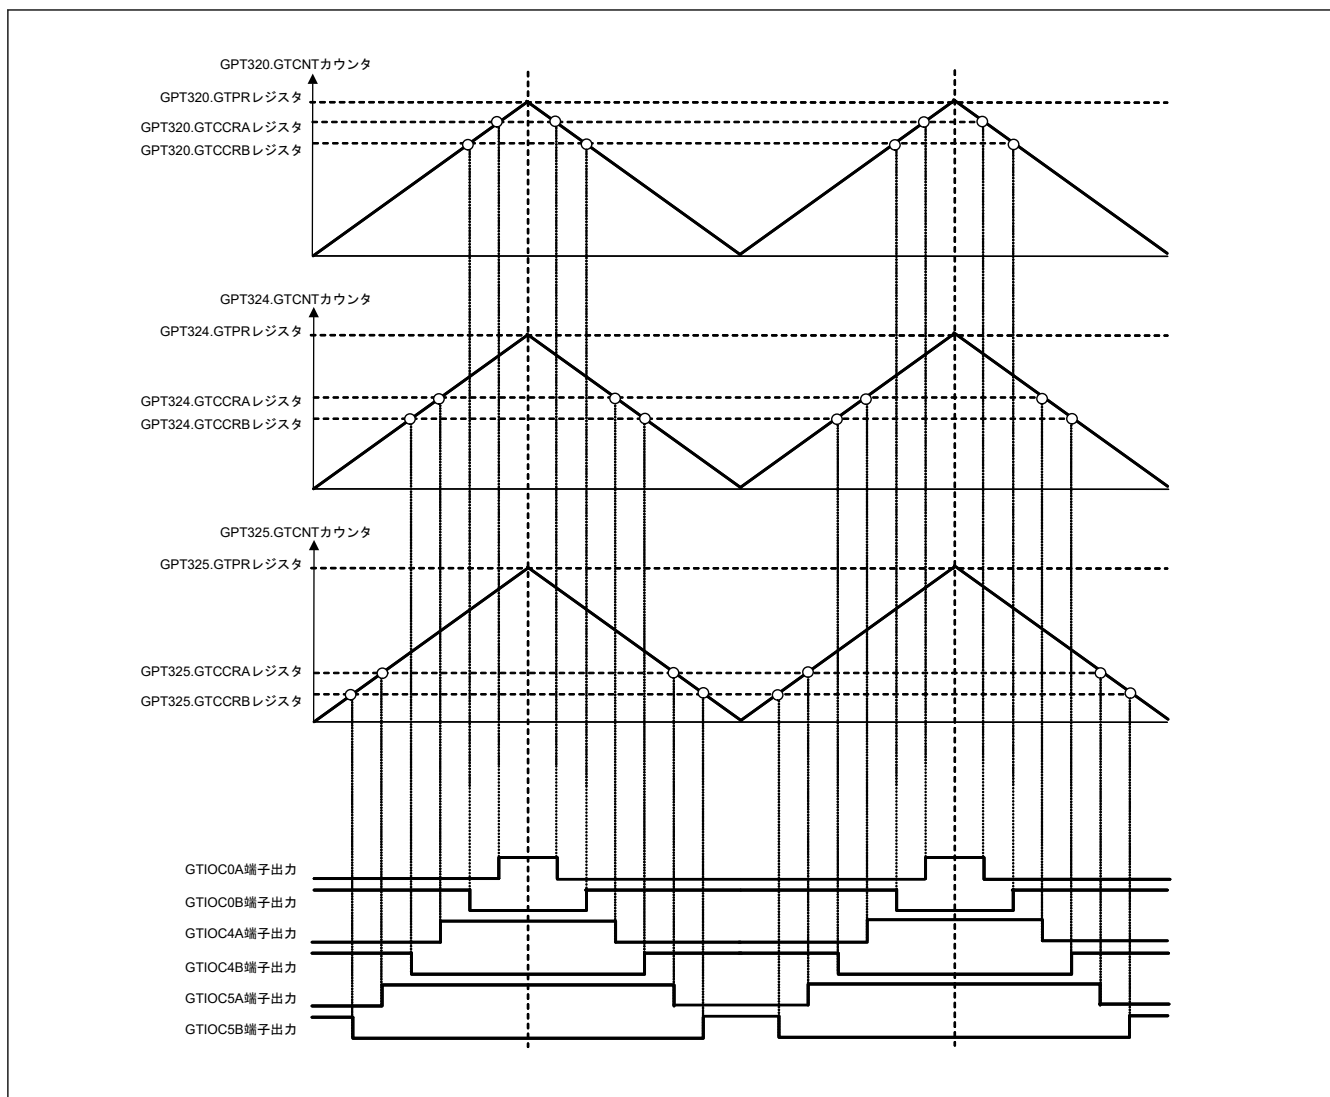 GPT320.GTCNTカウンタ
GPT320.GTPRレジスタ
GPT320.GTCCRAレジスタ
GPT320.GTCCRBレジスタ
GPT324.GTCNTカウンタ
GPT324.GTPRレジスタ
GPT324.GTCCRAレジスタ
GPT324.GTCCRBレジスタ
GPT325.GTCNTカウンタ
GPT325.GTPRレジスタ
GPT325.GTCCRAレジスタ
GPT325.GTCCRBレジスタ
GTIOC0A端子出力
GTIOC0B端子出力
GTIOC4A端子出力
GTIOC4B端子出力
GTIOC5A端子出力
GTIOC5B端子出力